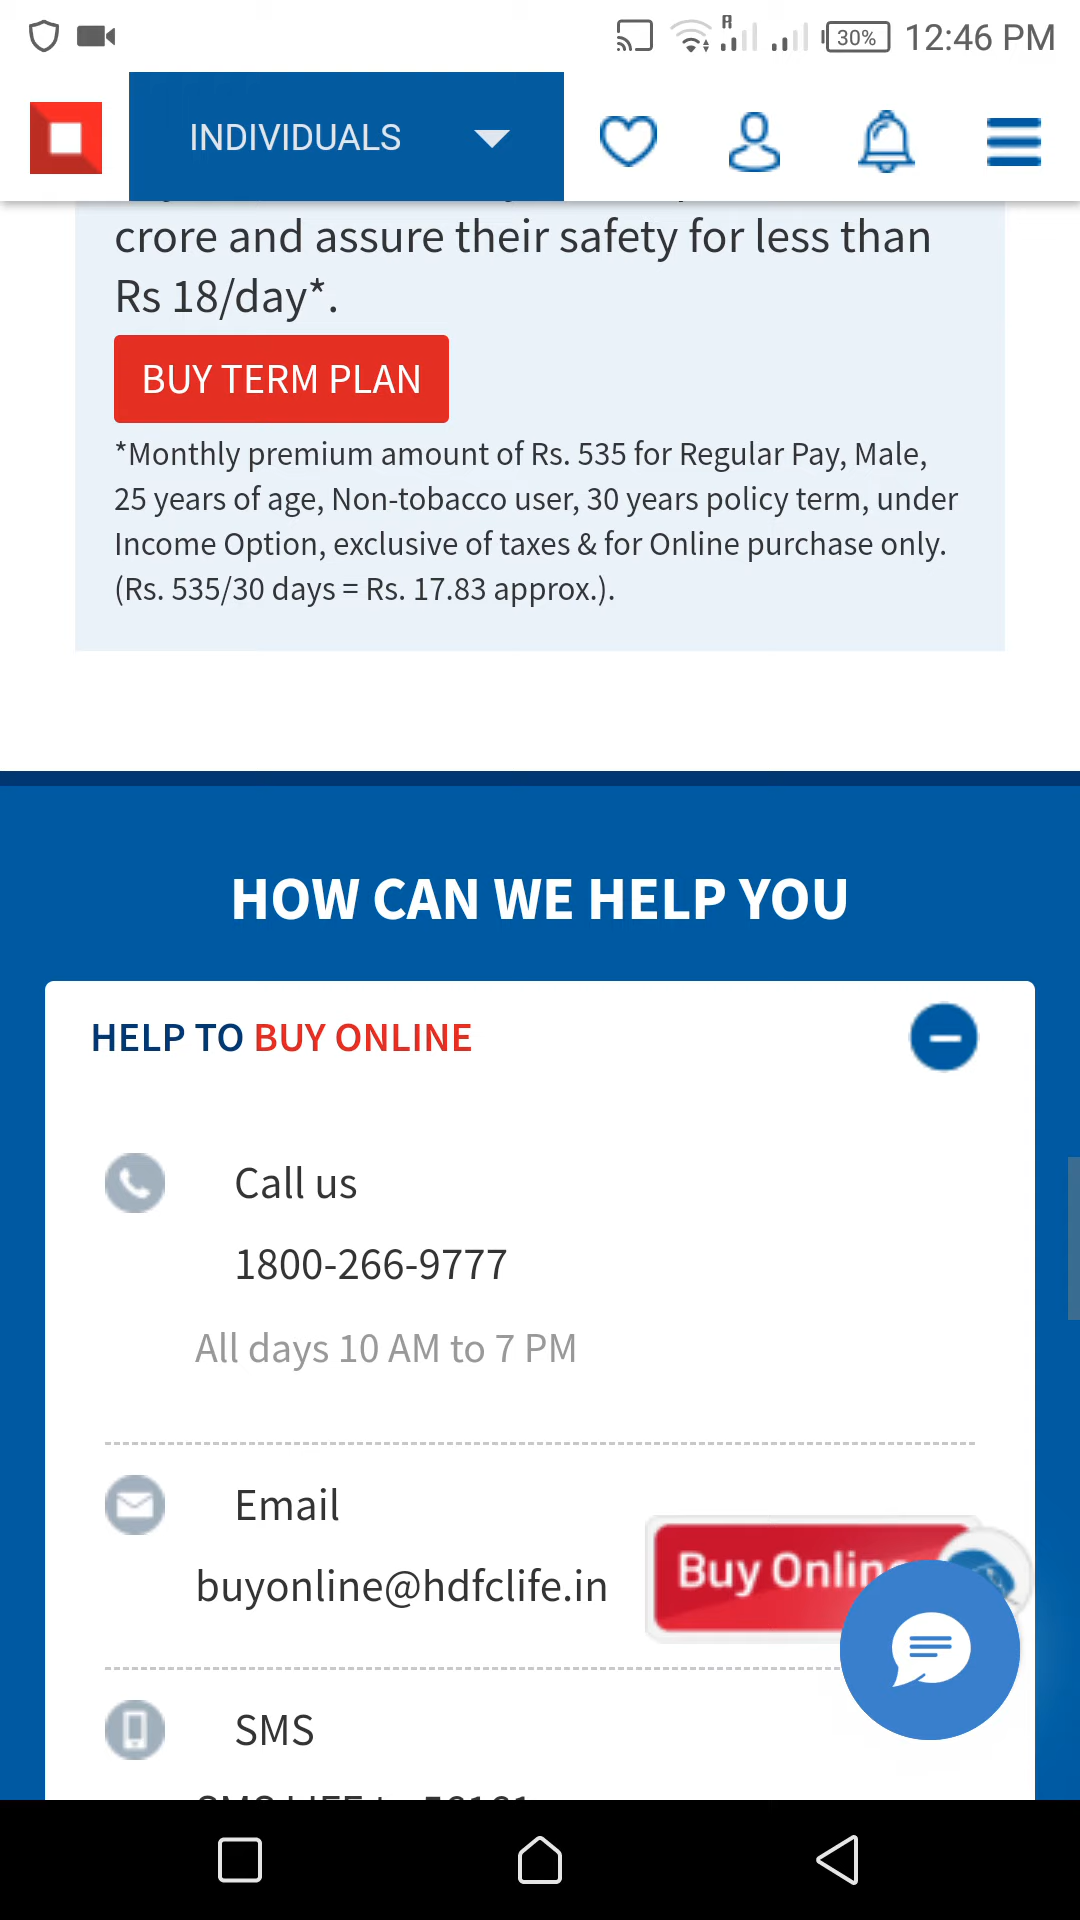 30% 12:46 PM
INDIVIDUALS
crore and assure their safety for less than
Rs 18/day*.
BUY TERM PLAN
*Monthly premium amount of Rs. 535 for Regular Pay, Male,
25 years of age, Non-tobacco user, 30 years policy term, under
Income Option, exclusive of taxes & for Online purchase only.
(Rs. 535/30 days = Rs. 17.83 approx.).
HOW CAN WE HELP YOU
HELP TO BUY ONLINE
Call us
1800-266-9777
All days 10 AM to 7 PM
Email
buyonline@hdfclife.in
Buy Online
SMS